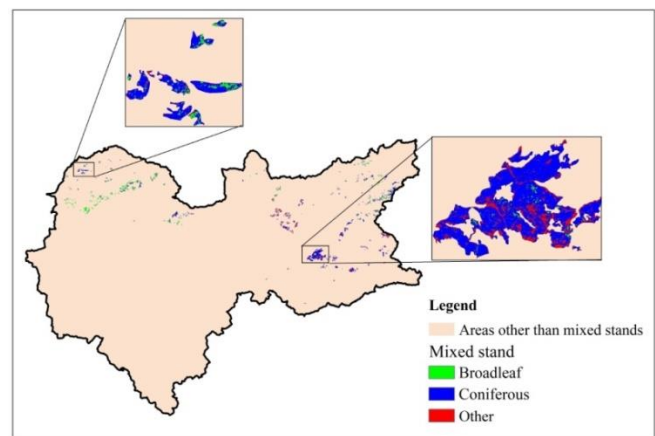 Legend
Areas other than mixed stands
Mixed stand
Broadleaf
Coniferous
Other